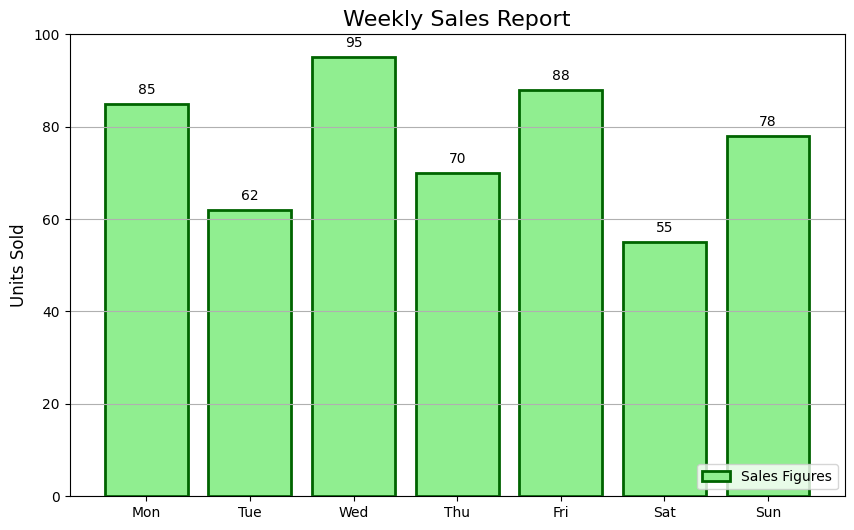 Weekly Sales Report
Units Sold
100
80
60
40
20
0
85
62
95
70
88
55
78
Mon
Tue
Wed
Thu
Fri
Sat
Sun
Sales Figures